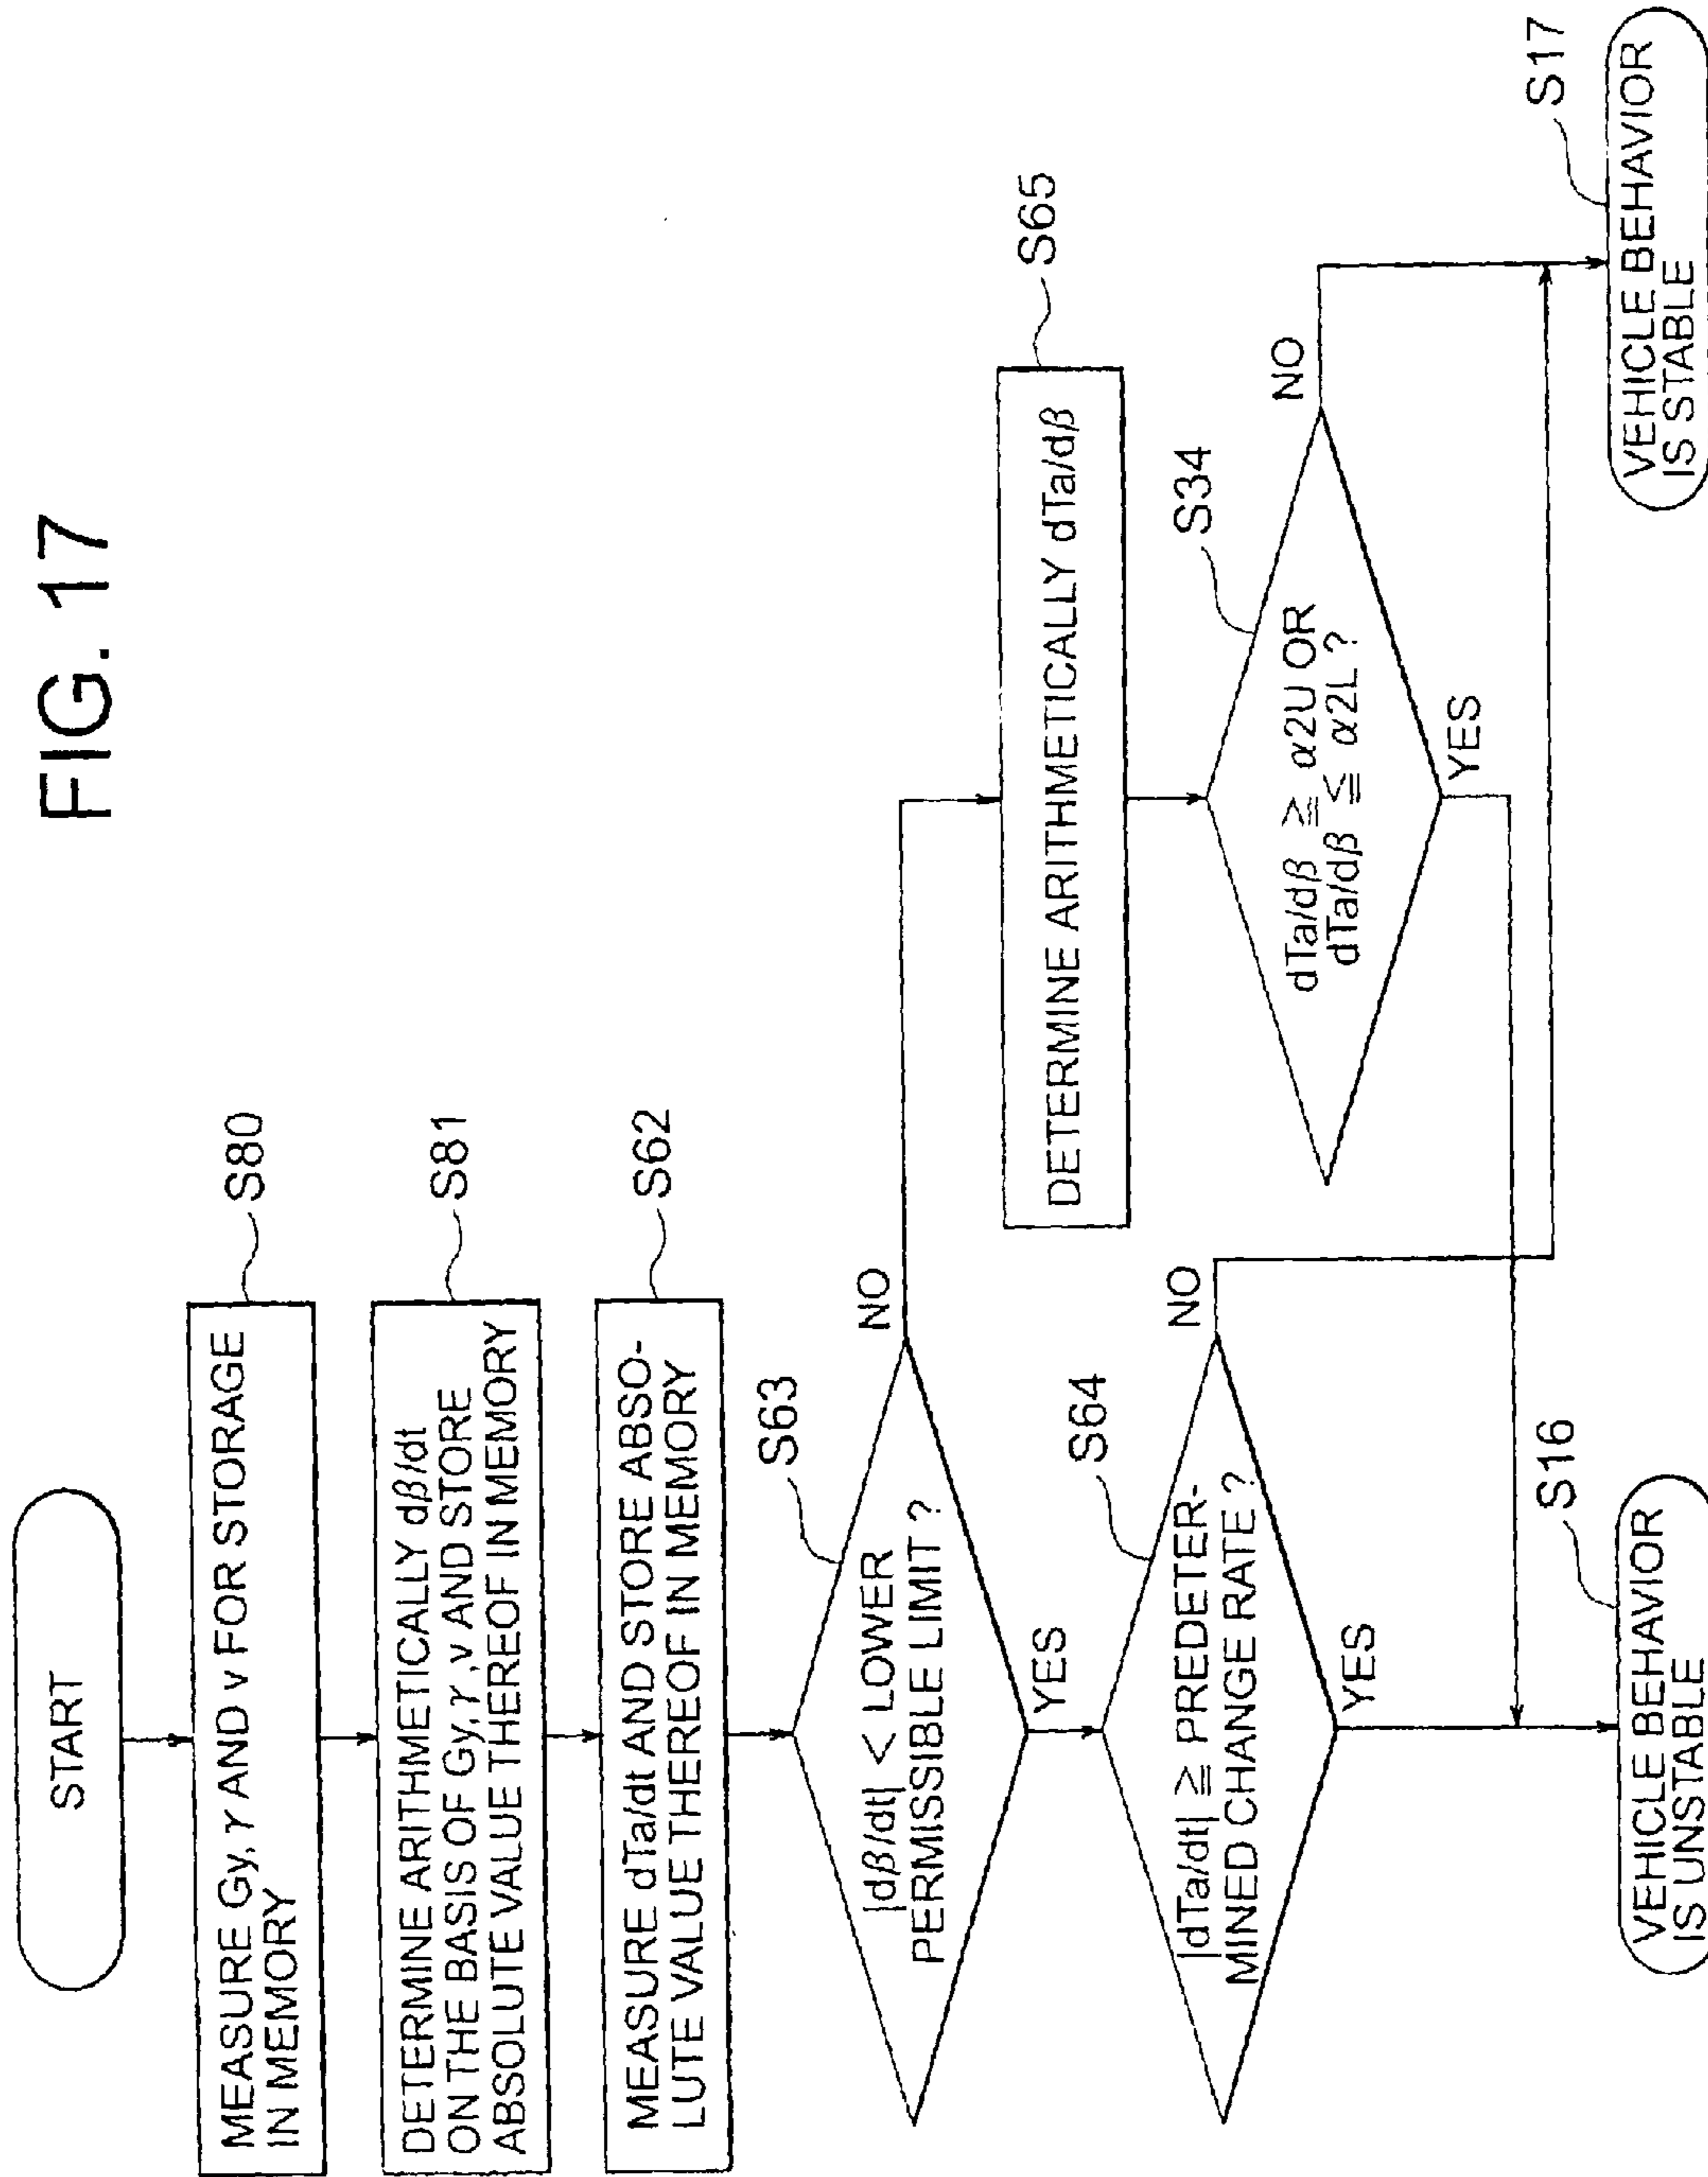 FIG. 17
START
MEASURE Gy, γ AND v FOR STORAGE
IN MEMORY
S80
DETERMINE ARITHMETICALLY dβ/dt
ON THE BASIS OF Gy, γ, v AND STORE
ABSOLUTE VALUE THEREOF IN MEMORY
S81
MEASURE dTa/dt AND STORE ABSO-
LUTE VALUE THEREOF IN MEMORY
S62
S63
|dβ/dt| < LOWER
PERMISSIBLE LIMIT ?
NO
YES
S64
|dTa/dt| ≧ PREDETER-
MINED CHANGE RATE ?
NO
YES
S65
DETERMINE ARITHMETICALLY dTa/dβ
S34
dTa/dβ ≧ α2U OR
dTa/dβ ≦ α2L ?
NO
YES
S16
VEHICLE BEHAVIOR
IS UNSTABLE
S17
VEHICLE BEHAVIOR
IS STABLE